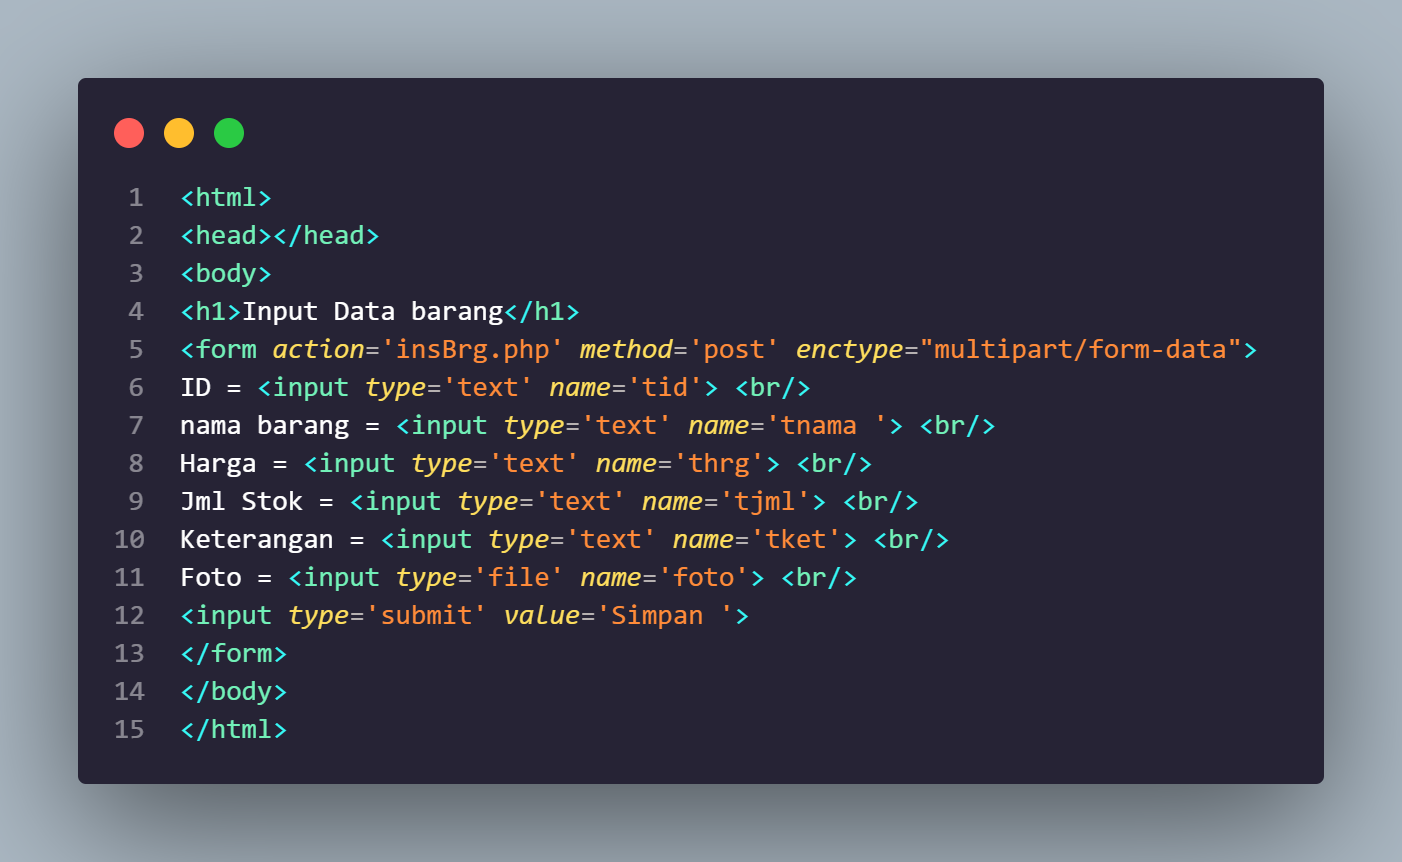 1 <html>
2 <head></head>
3 <body>
4 <h1>Input Data barang</h1>
5 <form action='insBrg.php' method='post' enctype="multipart/form-data">
6 ID = <input type='text' name='tid'> <br/>
7 nama barang = <input type='text' name='tnama '> <br/>
8 Harga = <input type='text' name='thrg'> <br/>
9 Jml Stok = <input type='text' name='tjml'> <br/>
10 Keterangan = <input type='text' name='tket'> <br/>
11 Foto = <input type='file' name='foto'> <br/>
12 <input type='submit' value='Simpan '>
13 </form>
14 </body>
15 </html>